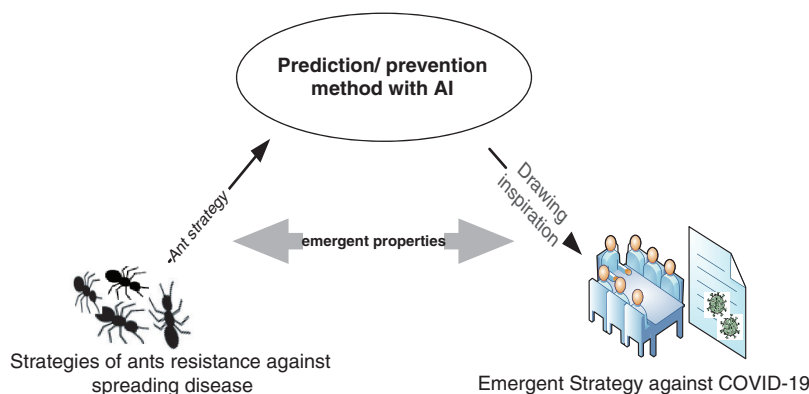 Prediction/ prevention
method with AI
-Ant strategy
Drawing
inspiration
emergent properties
Strategies of ants resistance against
spreading disease
Emergent Strategy against COVID-19